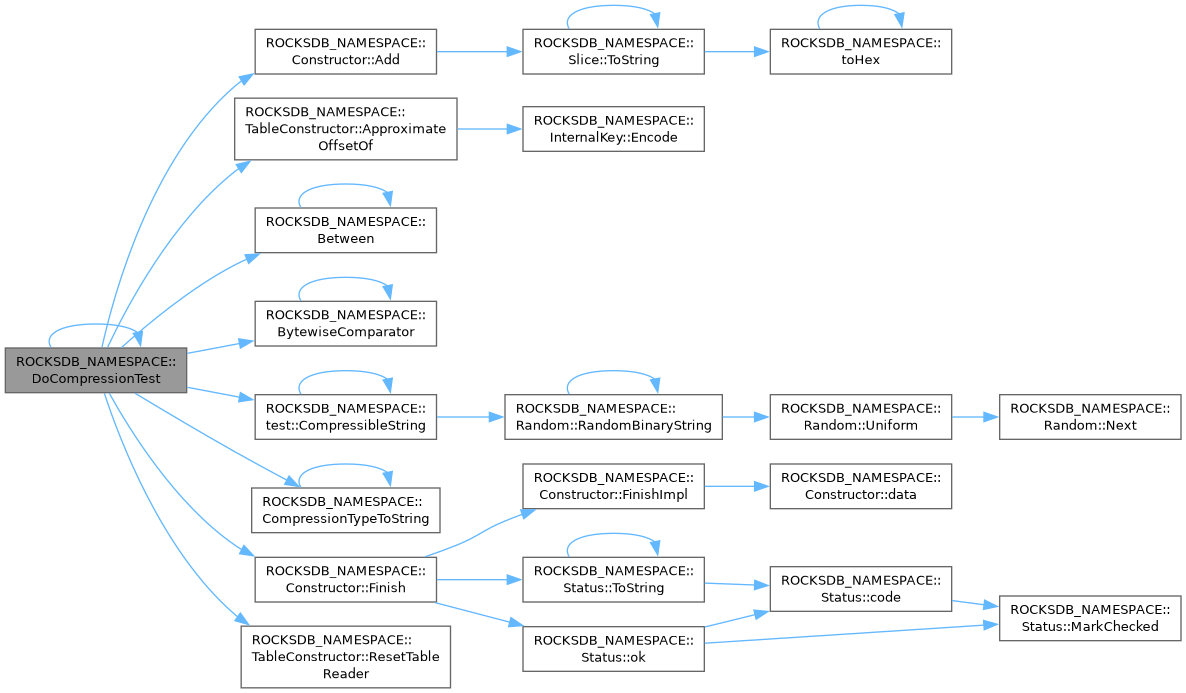 ROCKSDB_NAMESPACE::
DoCompressionTest
ROCKSDB_NAMESPACE::
Constructor::Add
ROCKSDB_NAMESPACE::
Slice::ToString
ROCKSDB_NAMESPACE::
toHex
ROCKSDB_NAMESPACE::
TableConstructor::Approximate
OffsetOf
ROCKSDB_NAMESPACE::
InternalKey::Encode
ROCKSDB_NAMESPACE::
Between
ROCKSDB_NAMESPACE::
BytewiseComparator
ROCKSDB_NAMESPACE::
test::CompressibleString
ROCKSDB_NAMESPACE::
Random::RandomBinaryString
ROCKSDB_NAMESPACE::
Random::Uniform
ROCKSDB_NAMESPACE::
Random::Next
ROCKSDB_NAMESPACE::
CompressionTypeToString
ROCKSDB_NAMESPACE::
Constructor::Finish
ROCKSDB_NAMESPACE::
Constructor::FinishImpl
ROCKSDB_NAMESPACE::
Constructor::data
ROCKSDB_NAMESPACE::
Status::ToString
ROCKSDB_NAMESPACE::
Status::code
ROCKSDB_NAMESPACE::
Status::MarkChecked
ROCKSDB_NAMESPACE::
Status::ok
ROCKSDB_NAMESPACE::
TableConstructor::ResetTable
Reader